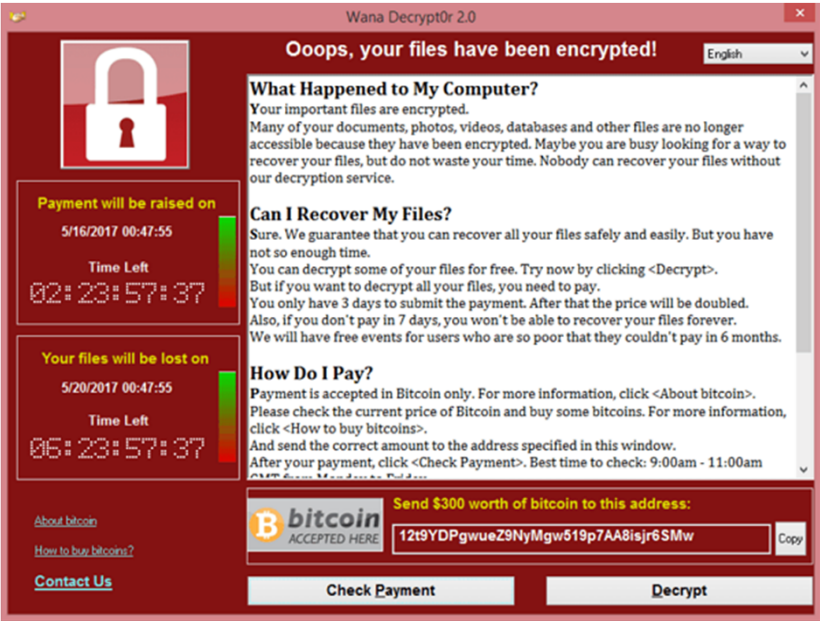 Wana Decrypt0r 2.0
Ooops, your files have been encrypted!
English
What Happened to My Computer?
Your important files are encrypted.
Many of your documents, photos, videos, databases and other files are no longer
accessible because they have been encrypted. Maybe you are busy looking for a way to
recover your files, but do not waste your time. Nobody can recover your files without
our decryption service.
Can I Recover My Files?
Sure. We guarantee that you can recover all your files safely and easily. But you have
not so enough time.
You can decrypt some of your files for free. Try now by clicking <Decrypt>.
But if you want to decrypt all your files, you need to pay.
You only have 3 days to submit the payment. After that the price will be doubled.
Also, if you don't pay in 7 days, you won't be able to recover your files forever.
We will have free events for users who are so poor that they couldn't pay in 6 months.
How Do I Pay?
Payment is accepted in Bitcoin only. For more information, click <About bitcoin>.
Please check the current price of Bitcoin and buy some bitcoins. For more information,
click <How to buy bitcoins>.
And send the correct amount to the address specified in this window.
After your payment, click <Check Payment>. Best time to check: 9:00am - 11:00am
GMT from Monday to Friday.
Payment will be raised on
5/16/2017 00:47:55
Time Left
02:23:57:37
Your files will be lost on
5/20/2017 00:47:55
Time Left
06:23:57:37
About bitcoin
How to buy bitcoins?
Contact Us
bitcoin
ACCEPTED HERE
Send $300 worth of bitcoin to this address:
12t9YDPgwueZ9NyMgw519p7AA8isjr6SMw
Copy
Check Payment
Decrypt